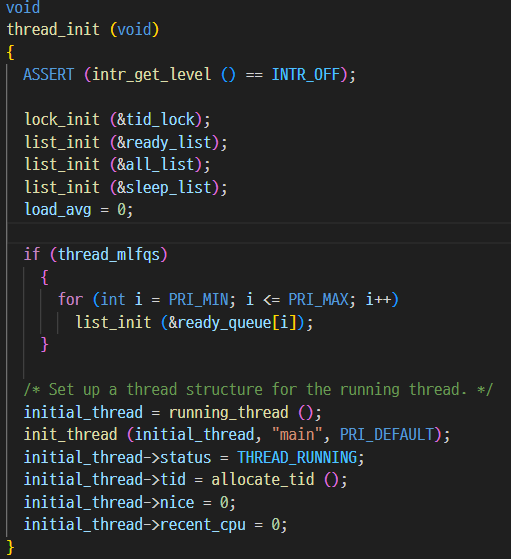 void
thread_init (void)
{
  ASSERT (intr_get_level () == INTR_OFF);
  lock_init (&tid_lock);
  list_init (&ready_list);
  list_init (&all_list);
  list_init (&sleep_list);
  load_avg = 0;
  if (thread_mlfqs)
    {
      for (int i = PRI_MIN; i <= PRI_MAX; i++)
        list_init (&ready_queue[i]);
    }
  /* Set up a thread structure for the running thread. */
  initial_thread = running_thread ();
  init_thread (initial_thread, "main", PRI_DEFAULT);
  initial_thread->status = THREAD_RUNNING;
  initial_thread->tid = allocate_tid ();
  initial_thread->nice = 0;
  initial_thread->recent_cpu = 0;
}